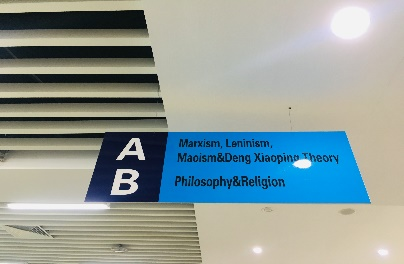 A Marxism, Leninism,
Maoism&Deng Xiaoping Theory
B Philosophy&Religion